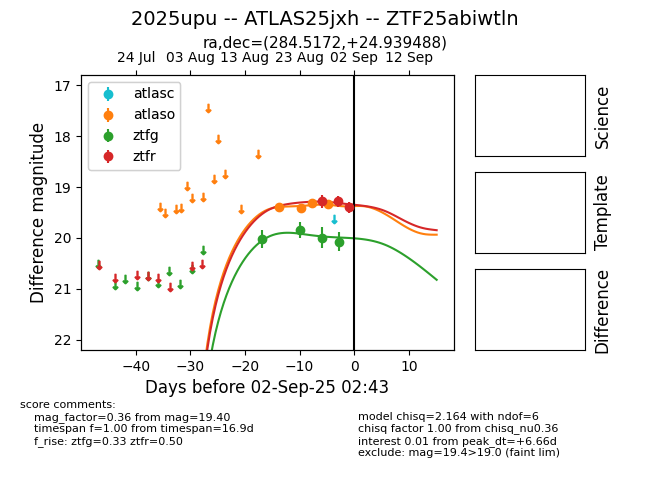 2025upu -- ATLAS25jxh -- ZTF25abiwtln
ra,dec=(284.5172,+24.939488)
24 Jul 03 Aug 13 Aug 23 Aug 02 Sep 12 Sep
atlasc
atlaso
ztfg
ztfr
17
18
19
20
21
22
Difference magnitude
−40 −30 −20 −10 0 10
Days before 02-Sep-25 02:43
Science
Template
Difference
score comments:
mag_factor=0.36 from mag=19.40
timespan f=1.00 from timespan=16.9d
f_rise: ztfg=0.33 ztfr=0.50
model chisq=2.164 with ndof=6
chisq factor 1.00 from chisq_nu0.36
interest 0.01 from peak_dt=+6.66d
exclude: mag=19.4>19.0 (faint lim)